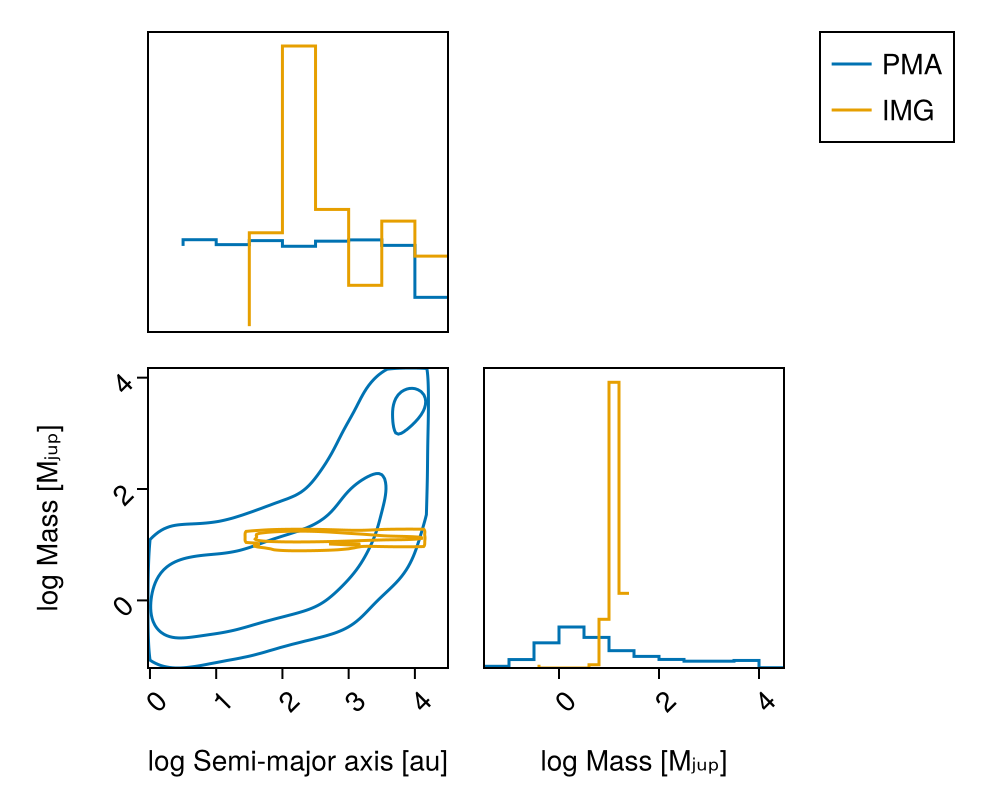 PMA
IMG
4
2
0
log Mass [Mⱼᵤₚ]
0 1 2 3 4
0 2 4
log Semi-major axis [au]
log Mass [Mⱼᵤₚ]